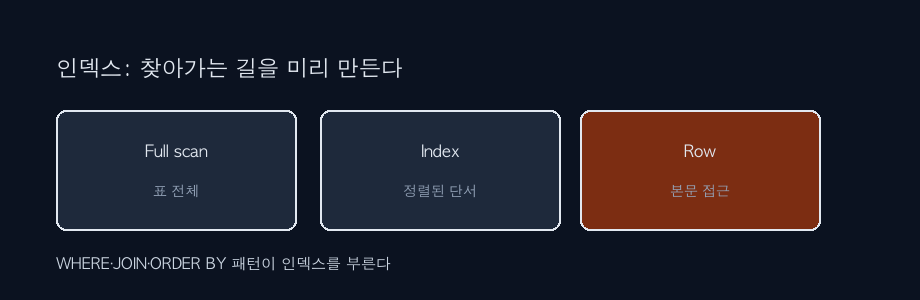 인덱스: 찾아가는 길을 미리 만든다
Full scan
표 전체
Index
정렬된 단서
Row
본문 접근
WHERE·JOIN·ORDER BY 패턴이 인덱스를 부른다